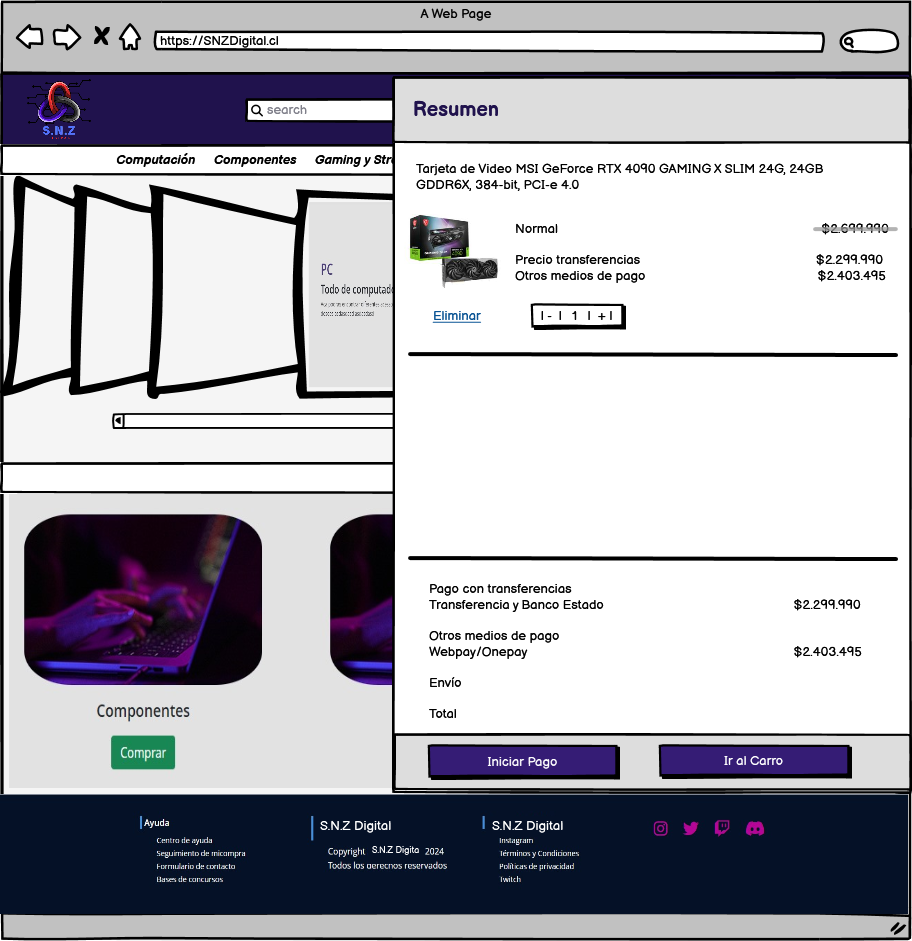 A Web Page
https://SNZDigital.cl
S.N.Z
search
Resumen
Computación Componentes Gaming y Stre
Tarjeta de Video MSI GeForce RTX 4090 GAMING X SLIM 24G, 24GB
GDDR6X, 384-bit, PCI-e 4.0
Normal $2.699.990
Precio transferencias $2.299.990
Otros medios de pago $2.403.495
Eliminar |-| 1 |+|
PC
Todo de computado
Pago con transferencias
Transferencia y Banco Estado $2.299.990
Otros medios de pago
Webpay/Onepay $2.403.495
Envío
Total
Componentes
Comprar
Iniciar Pago Ir al Carro
Ayuda
Centro de ayuda
Seguimiento de micompra
Formulario de contacto
Bases de concursos
S.N.Z Digital
Copyright S.N.Z Digita 2024
Todos los derechos reservados
S.N.Z Digital
Instagram
Términos y Condiciones
Políticas de privacidad
Twitch